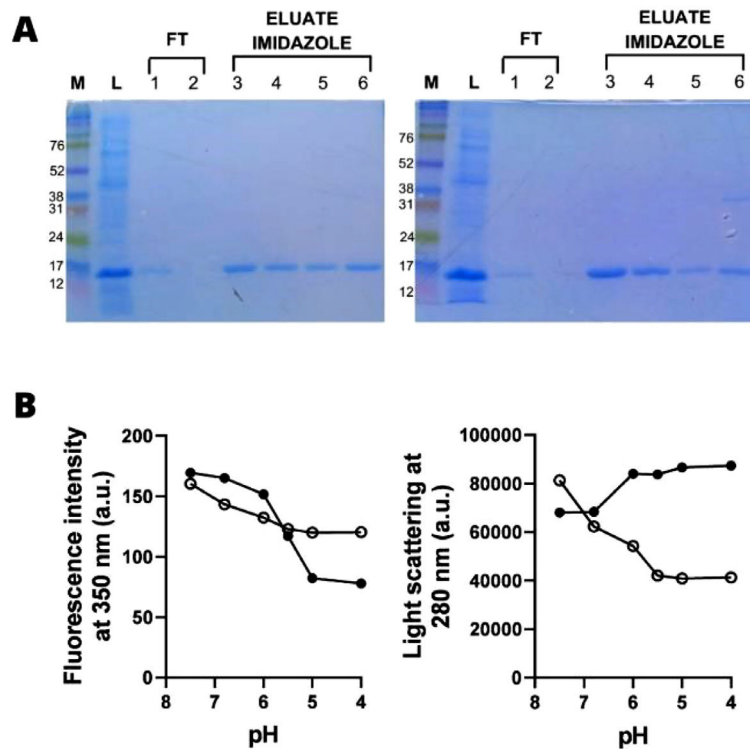 A
FT
ELUATE
IMIDAZOLE
M L 1 2 3 4 5 6
76
52
38
31
24
17
12
FT
ELUATE
IMIDAZOLE
M L 1 2 3 4 5 6
76
52
38
31
24
17
12
B
Fluorescence intensity
at 350 nm (a.u.)
200
150
100
50
0
8 7 6 5 4
pH
Light scattering at
280 nm (a.u.)
100000
80000
60000
40000
20000
0
8 7 6 5 4
pH